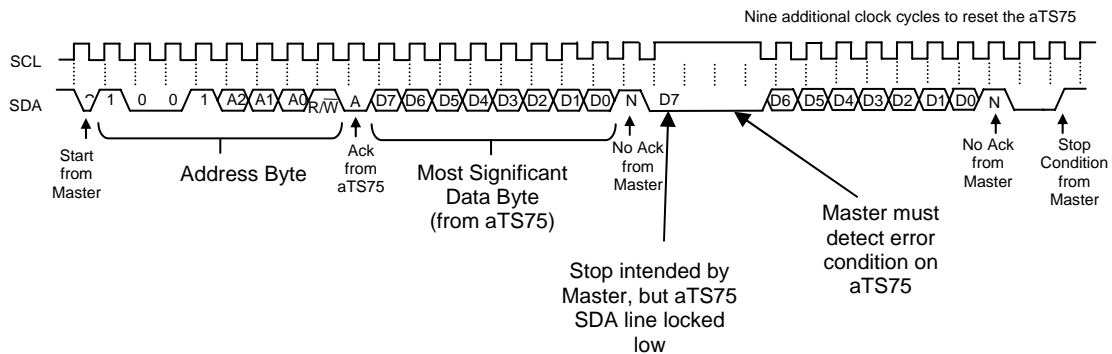 Nine additional clock cycles to reset the aTS75
SCL
SDA 1 0 0 1 A2 A1 A0 R/W A D7 D6 D5 D4 D3 D2 D1 D0 N D7 D6 D5 D4 D3 D2 D1 D0 N
Start
from
Master
Address Byte
Ack
from
aTS75
Most Significant
Data Byte
(from aTS75)
No Ack
from
Master
Stop intended by
Master, but aTS75
SDA line locked
low
Master must
detect error
condition on
aTS75
No Ack
from
Master
Stop
Condition
from
Master